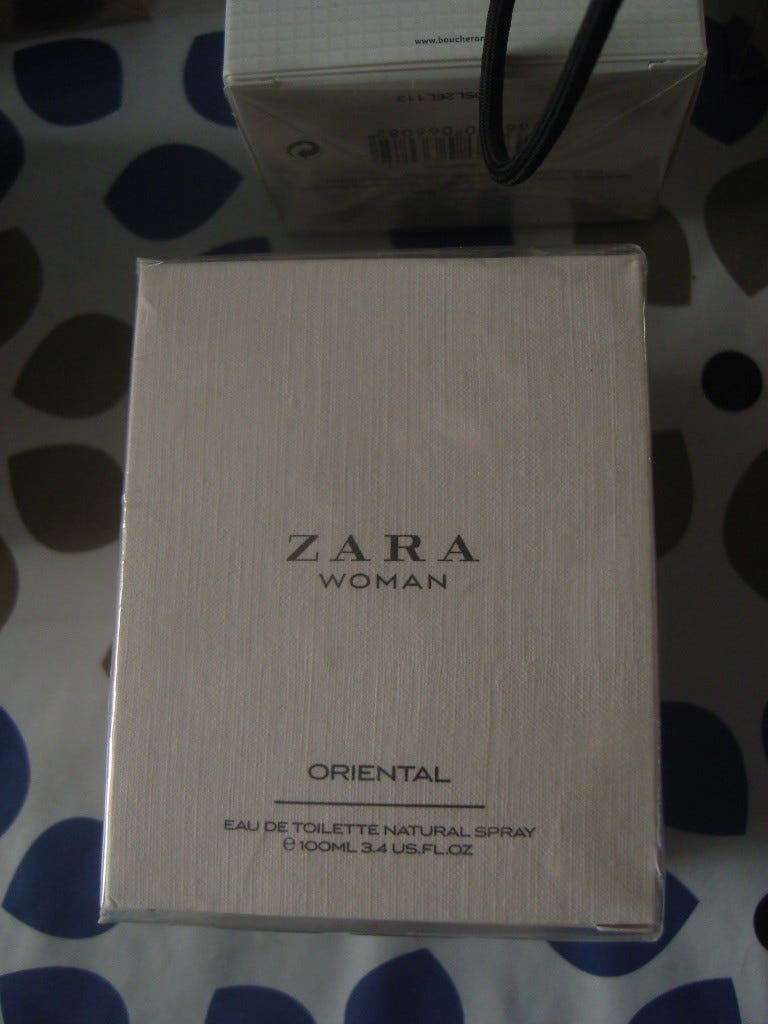 www.boucheron
ZARA
WOMAN
ORIENTAL
EAU DE TOILETTE NATURAL SPRAY
e 100ML 3.4 US.FL.OZ